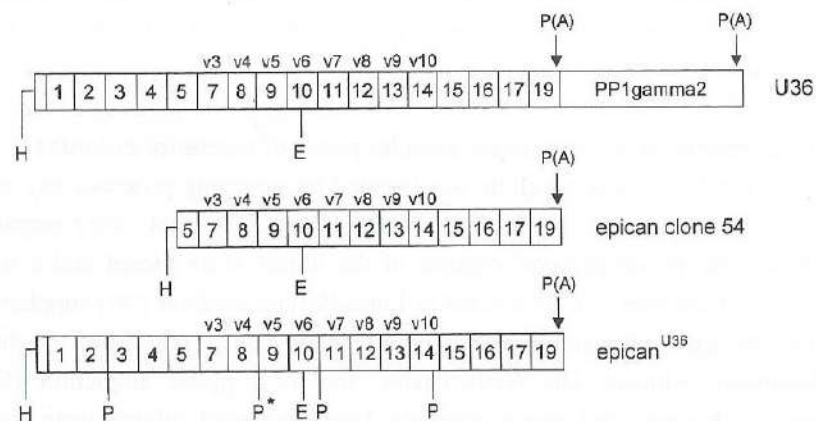 P(A) P(A)
v3 v4 v5 v6 v7 v8 v9 v10
1 2 3 4 5 7 8 9 10 11 12 13 14 15 16 17 19 PP1gamma2 U36
H E
P(A)
v3 v4 v5 v6 v7 v8 v9 v10
5 7 8 9 10 11 12 13 14 15 16 17 19 epican clone 54
H E
P(A)
v3 v4 v5 v6 v7 v8 v9 v10
1 2 3 4 5 7 8 9 10 11 12 13 14 15 16 17 19 epican^U36
H P P* E P P